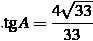 .tgA = 4√33/33